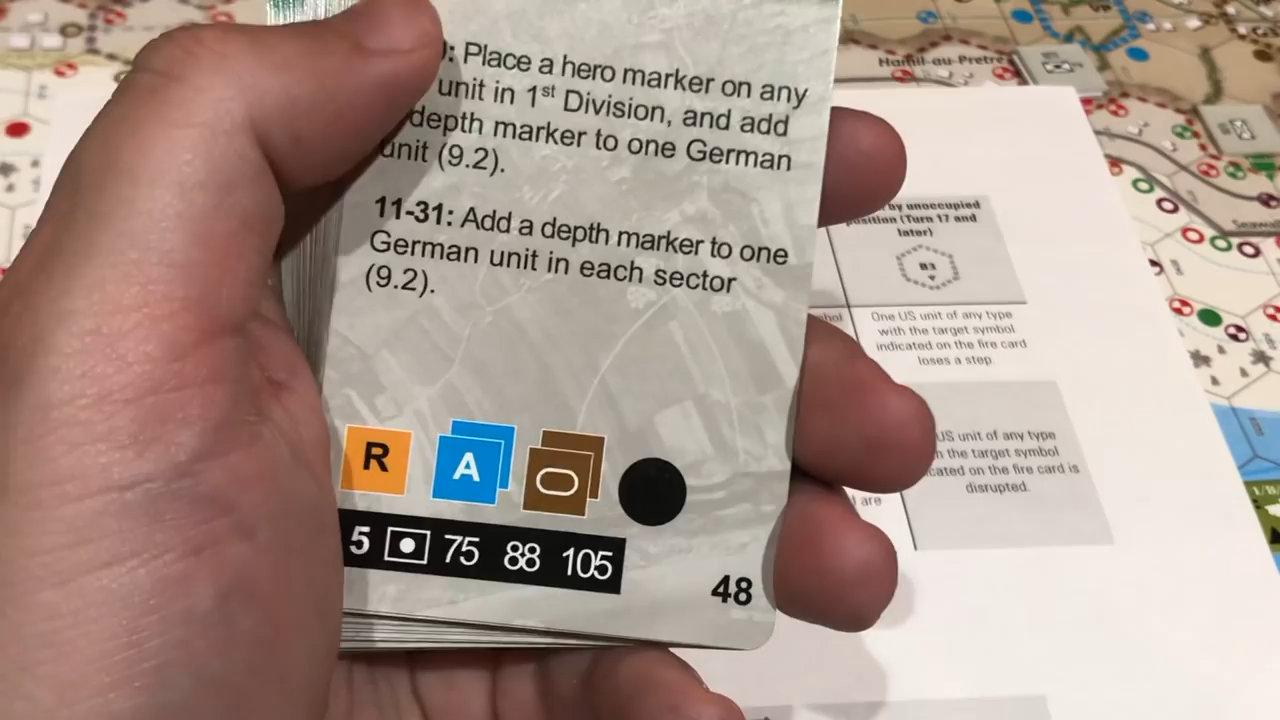 : Place a hero marker on any
unit in 1st Division, and add
depth marker to one German
unit (9.2).
11-31: Add a depth marker to one
German unit in each sector
(9.2).
R
A
5 75 88 105
48
Hamil-au-Pretre
by unoccupied
position (Turn 17 and
later)
B3
One US unit of any type
with the target symbol
indicated on the fire card
loses a step.
US unit of any type
the target symbol
on the fire card is
disrupted.
are